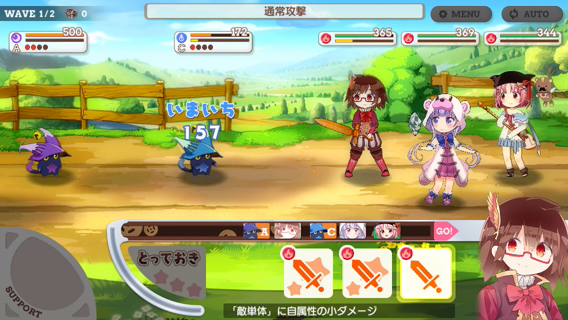 WAVE 1/2
0
通常攻撃
MENU
AUTO
500
A
172
C
365
369
344
いまいち
157
A
C
GO!
とっておき
SUPPORT
「敵単体」に自属性の小ダメージ